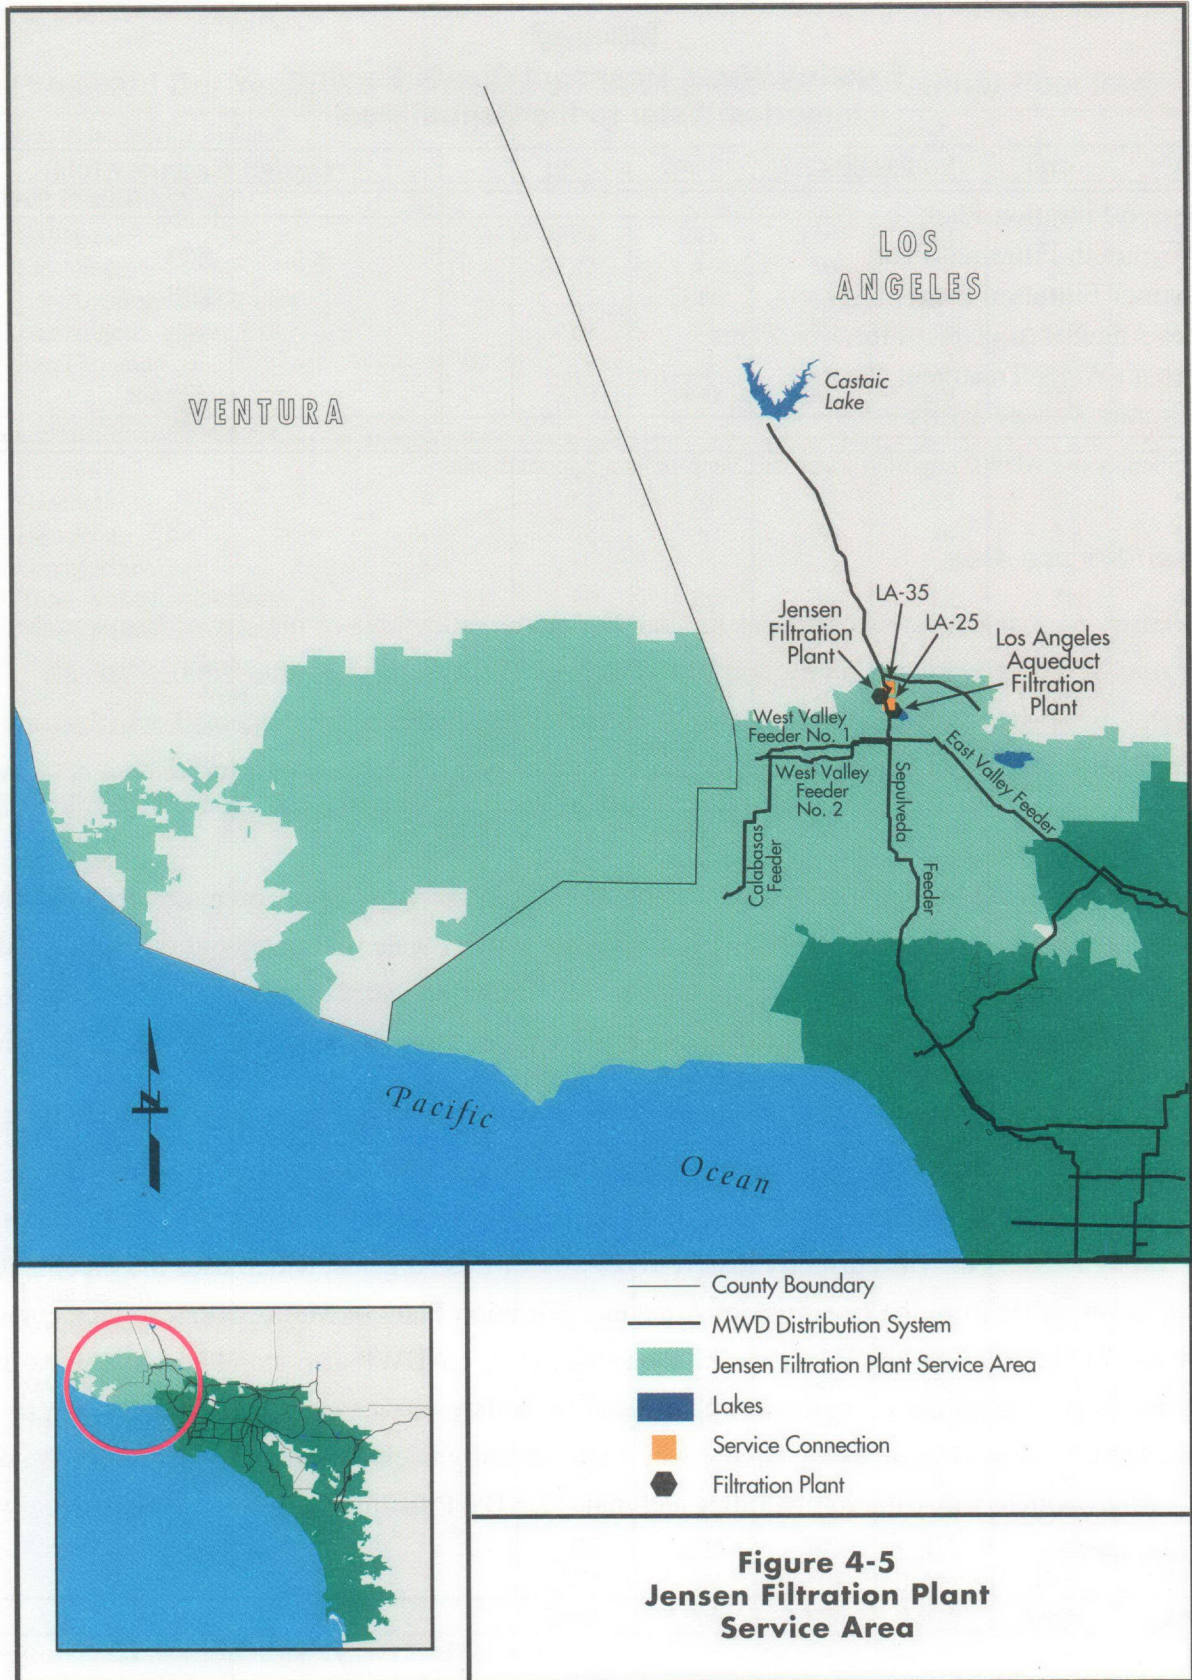 LOS
ANGELES
VENTURA
Castaic
Lake
LA-35
LA-25
Jensen
Filtration
Plant
Los Angeles
Aqueduct
Filtration
Plant
West Valley
Feeder No. 1
West Valley
Feeder
No. 2
East Valley Feeder
Sepulveda
Feeder
Calabasas
Feeder
Pacific
Ocean
N
County Boundary
MWD Distribution System
Jensen Filtration Plant Service Area
Lakes
Service Connection
Filtration Plant
Figure 4-5
Jensen Filtration Plant
Service Area